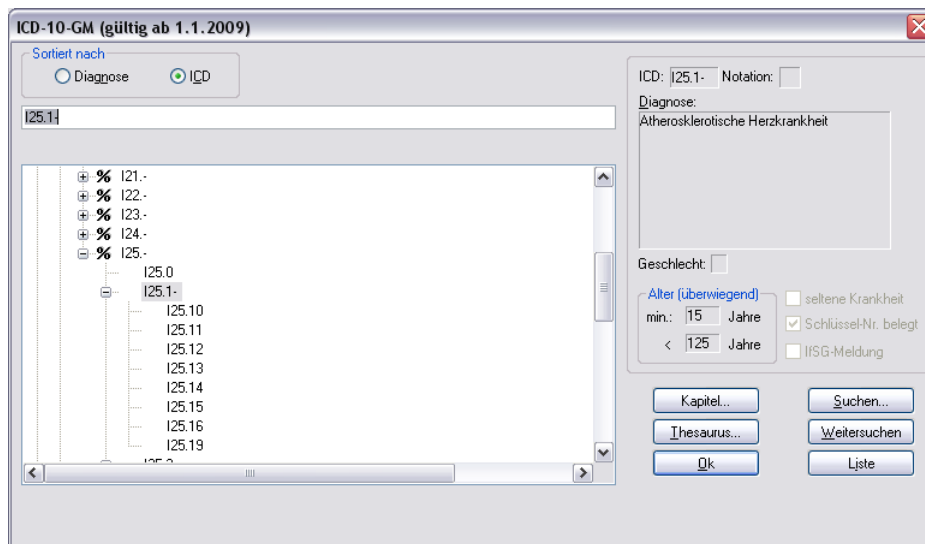 ICD-10-GM (gültig ab 1.1.2009)
Sortiert nach
Diagnose ICD
I25.1-
% I21.-
% I22.-
% I23.-
% I24.-
% I25.-
I25.0
I25.1-
I25.10
I25.11
I25.12
I25.13
I25.14
I25.15
I25.16
I25.19
ICD: I25.1- Notation:
Diagnose:
Atherosklerotische Herzkrankheit
Geschlecht:
Alter (überwiegend)
min.: 15 Jahre
< 125 Jahre
seltene Krankheit
Schlüssel-Nr. belegt
IfSG-Meldung
Kapitel... Suchen...
Thesaurus... Weitersuchen
Ok Liste